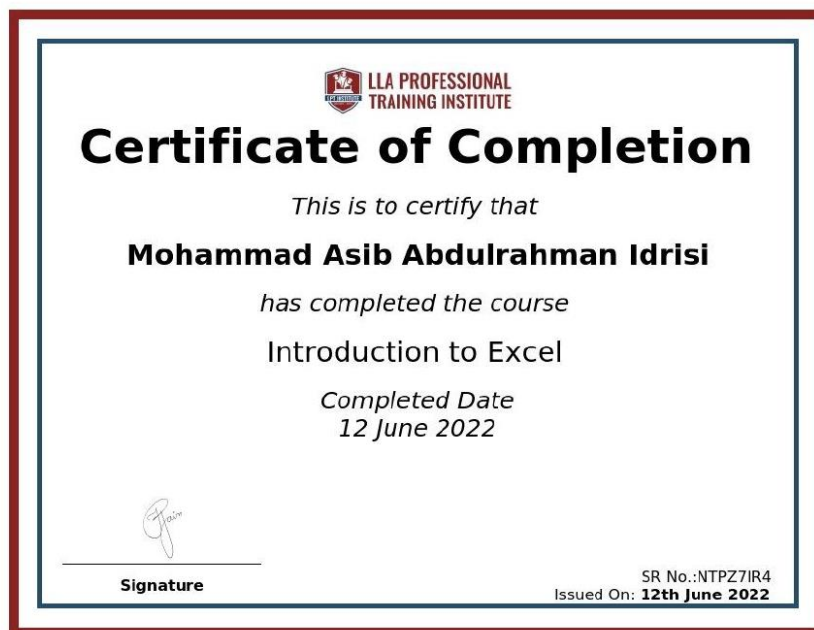 LLA PROFESSIONAL
TRAINING INSTITUTE
Certificate of Completion
This is to certify that
Mohammad Asib Abdulrahman Idrisi
has completed the course
Introduction to Excel
Completed Date
12 June 2022
Signature
SR No.:NTPZ7IR4
Issued On: 12th June 2022